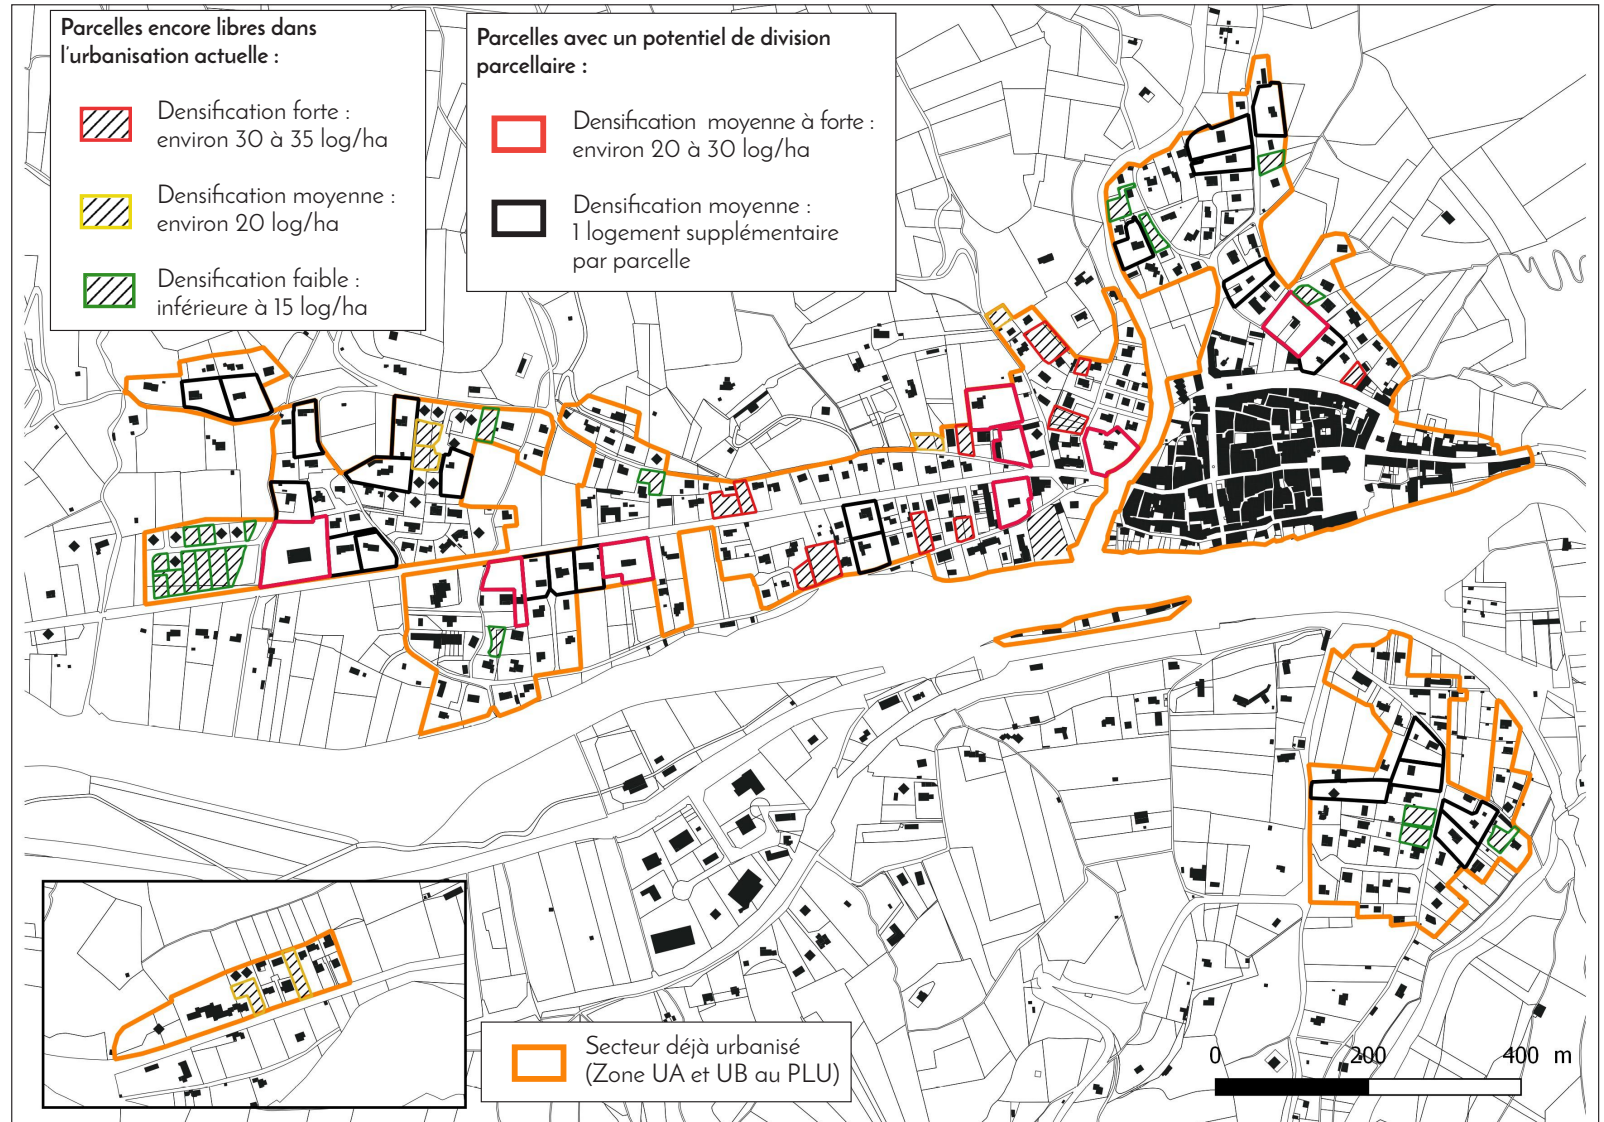 Parcelles encore libres dans
l'urbanisation actuelle :
Densification forte :
environ 30 à 35 log/ha
Densification moyenne :
environ 20 log/ha
Densification faible :
inférieure à 15 log/ha
Parcelles avec un potentiel de division
parcellaire :
Densification moyenne à forte :
environ 20 à 30 log/ha
Densification moyenne :
1 logement supplémentaire
par parcelle
Secteur déjà urbanisé
(Zone UA et UB au PLU)
0 200 400 m